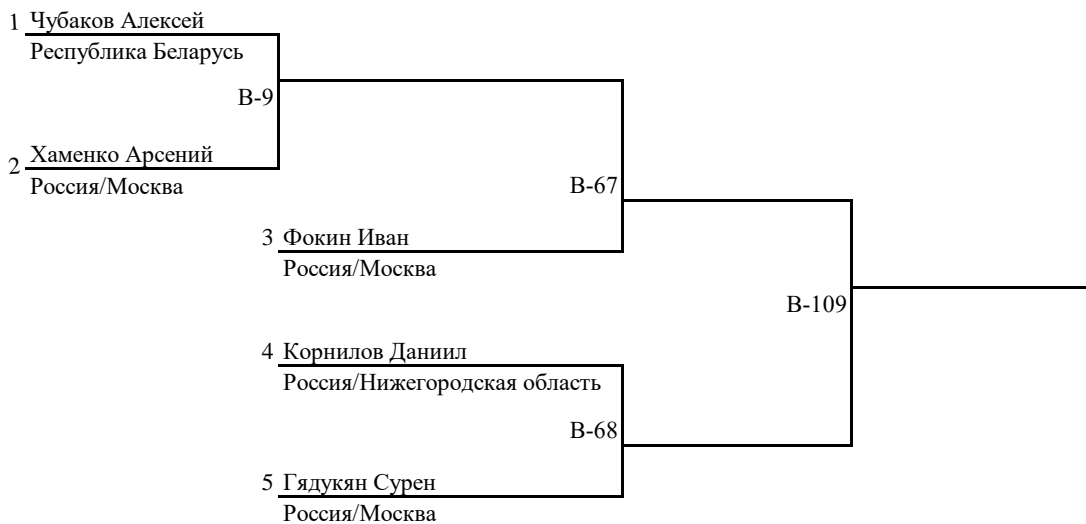 1 Чубаков Алексей
Республика Беларусь
B-9
2 Хаменко Арсений
Россия/Москва
B-67
3 Фокин Иван
Россия/Москва
B-109
4 Корнилов Даниил
Россия/Нижегородская область
B-68
5 Гядукян Сурен
Россия/Москва